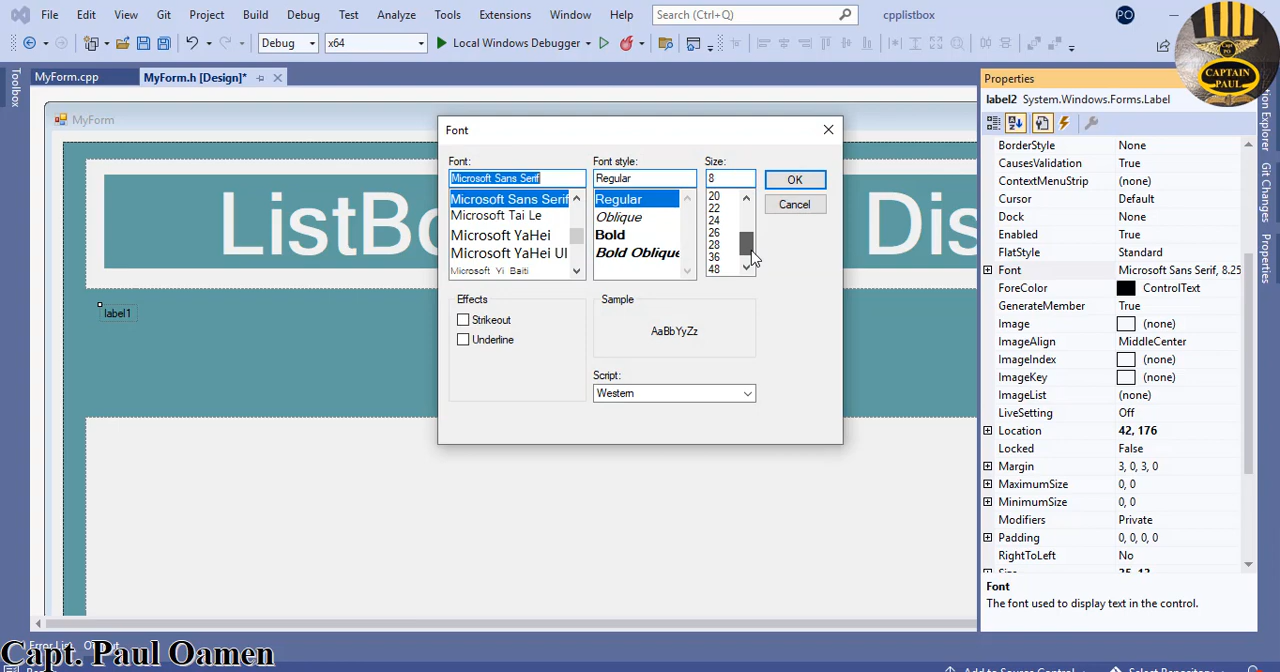 File Edit View Git Project Build Debug Test Analyze Tools Extensions Window Help Search (Ctrl+Q) cpplistbox PO
Debug x64 Local Windows Debugger
CAPTAIN
PAUL
Toolbox
MyForm.cpp MyForm.h [Design]*
MyForm
ListBo
Dis
label1
Font
Font:
Microsoft Sans Serif
Microsoft Sans Serif
Microsoft Tai Le
Microsoft YaHei
Microsoft YaHei UI
Microsoft Yi Baiti
Font style:
Regular
Regular
Oblique
Bold
Bold Oblique
Size:
8
20
22
24
26
28
36
48
OK
Cancel
Effects
Strikeout
Underline
Sample
AaBbYyZz
Script:
Western
Properties
label2 System.Windows.Forms.Label
BorderStyle None
CausesValidation True
ContextMenuStrip (none)
Cursor Default
Dock None
Enabled True
FlatStyle Standard
Font Microsoft Sans Serif, 8.25
ForeColor ControlText
GenerateMember True
Image (none)
ImageAlign MiddleCenter
ImageIndex (none)
ImageKey (none)
ImageList (none)
LiveSetting Off
Location 42, 176
Locked False
Margin 3, 0, 3, 0
MaximumSize 0, 0
MinimumSize 0, 0
Modifiers Private
Padding 0, 0, 0, 0
RightToLeft No
Font
The font used to display text in the control.
Explorer
Git Changes
Properties
Capt. Paul Oamen